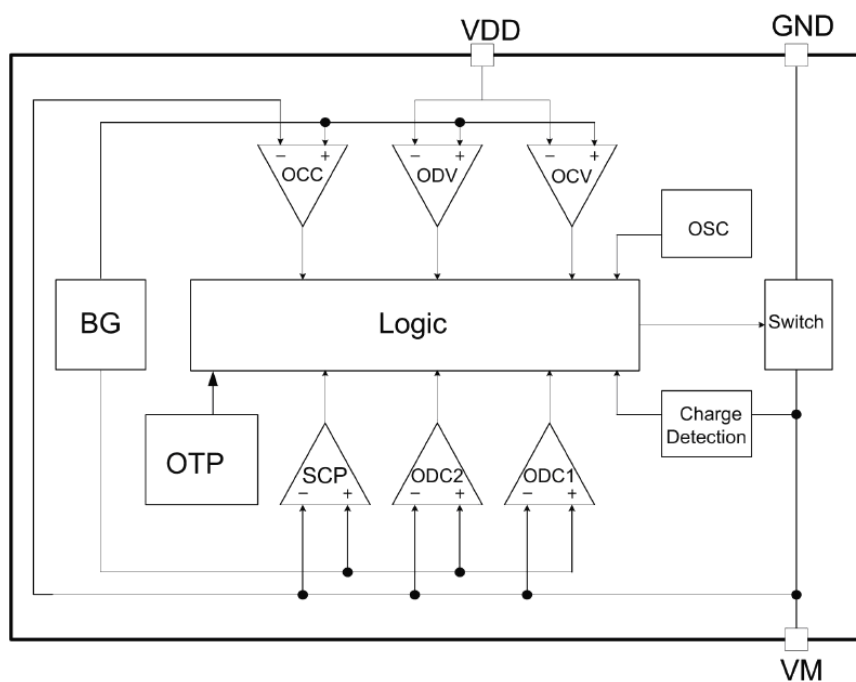 VDD
GND
− +
OCC
− +
ODV
− +
OCV
OSC
BG
Logic
Switch
OTP
SCP
− +
ODC2
− +
ODC1
− +
Charge
Detection
VM